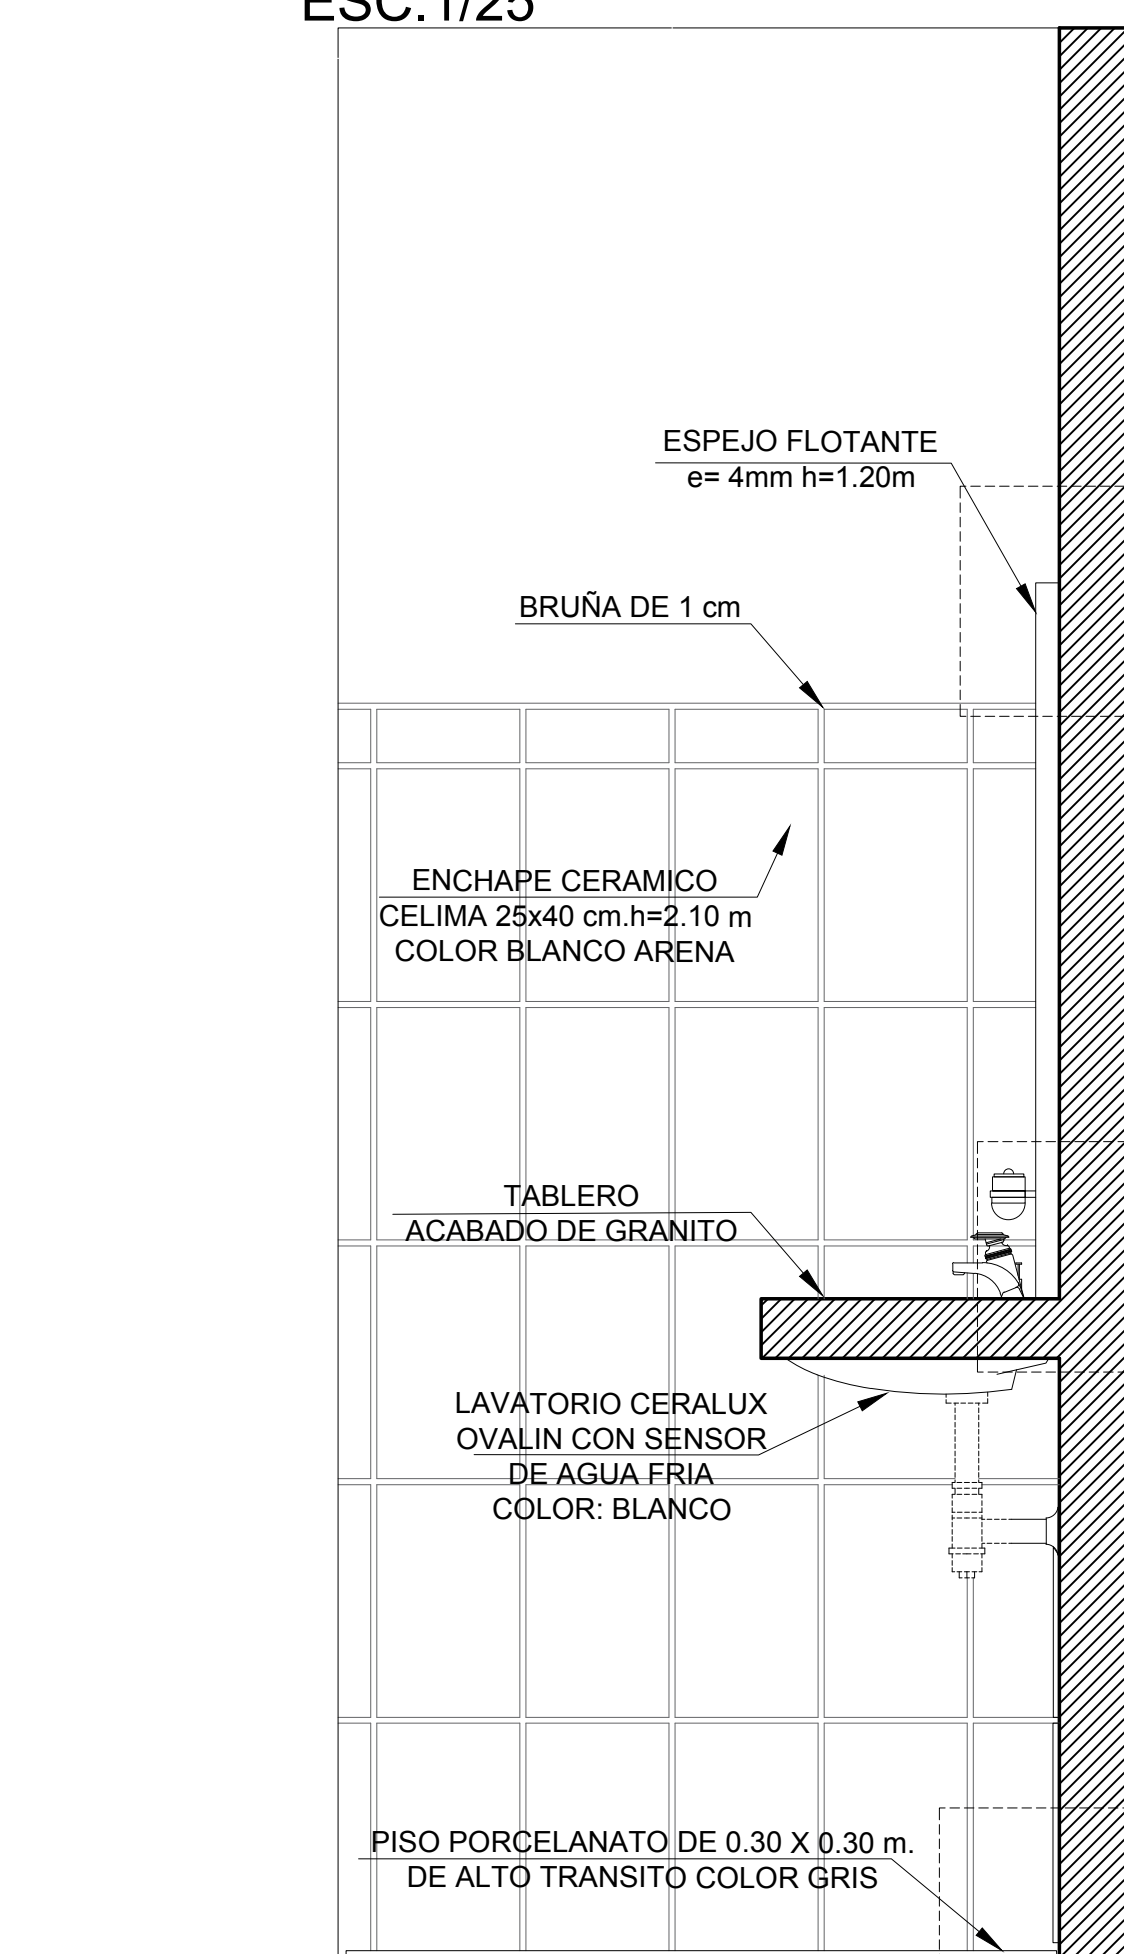 ESC. 1/25
ESPEJO FLOTANTE
e= 4mm h=1.20m
BRUÑA DE 1 cm
ENCHAPE CERAMICO
CELIMA 25x40 cm.h=2.10 m
COLOR BLANCO ARENA
TABLERO
ACABADO DE GRANITO
LAVATORIO CERALUX
OVALIN CON SENSOR
DE AGUA FRIA
COLOR: BLANCO
PISO PORCELANATO DE 0.30 X 0.30 m.
DE ALTO TRANSITO COLOR GRIS